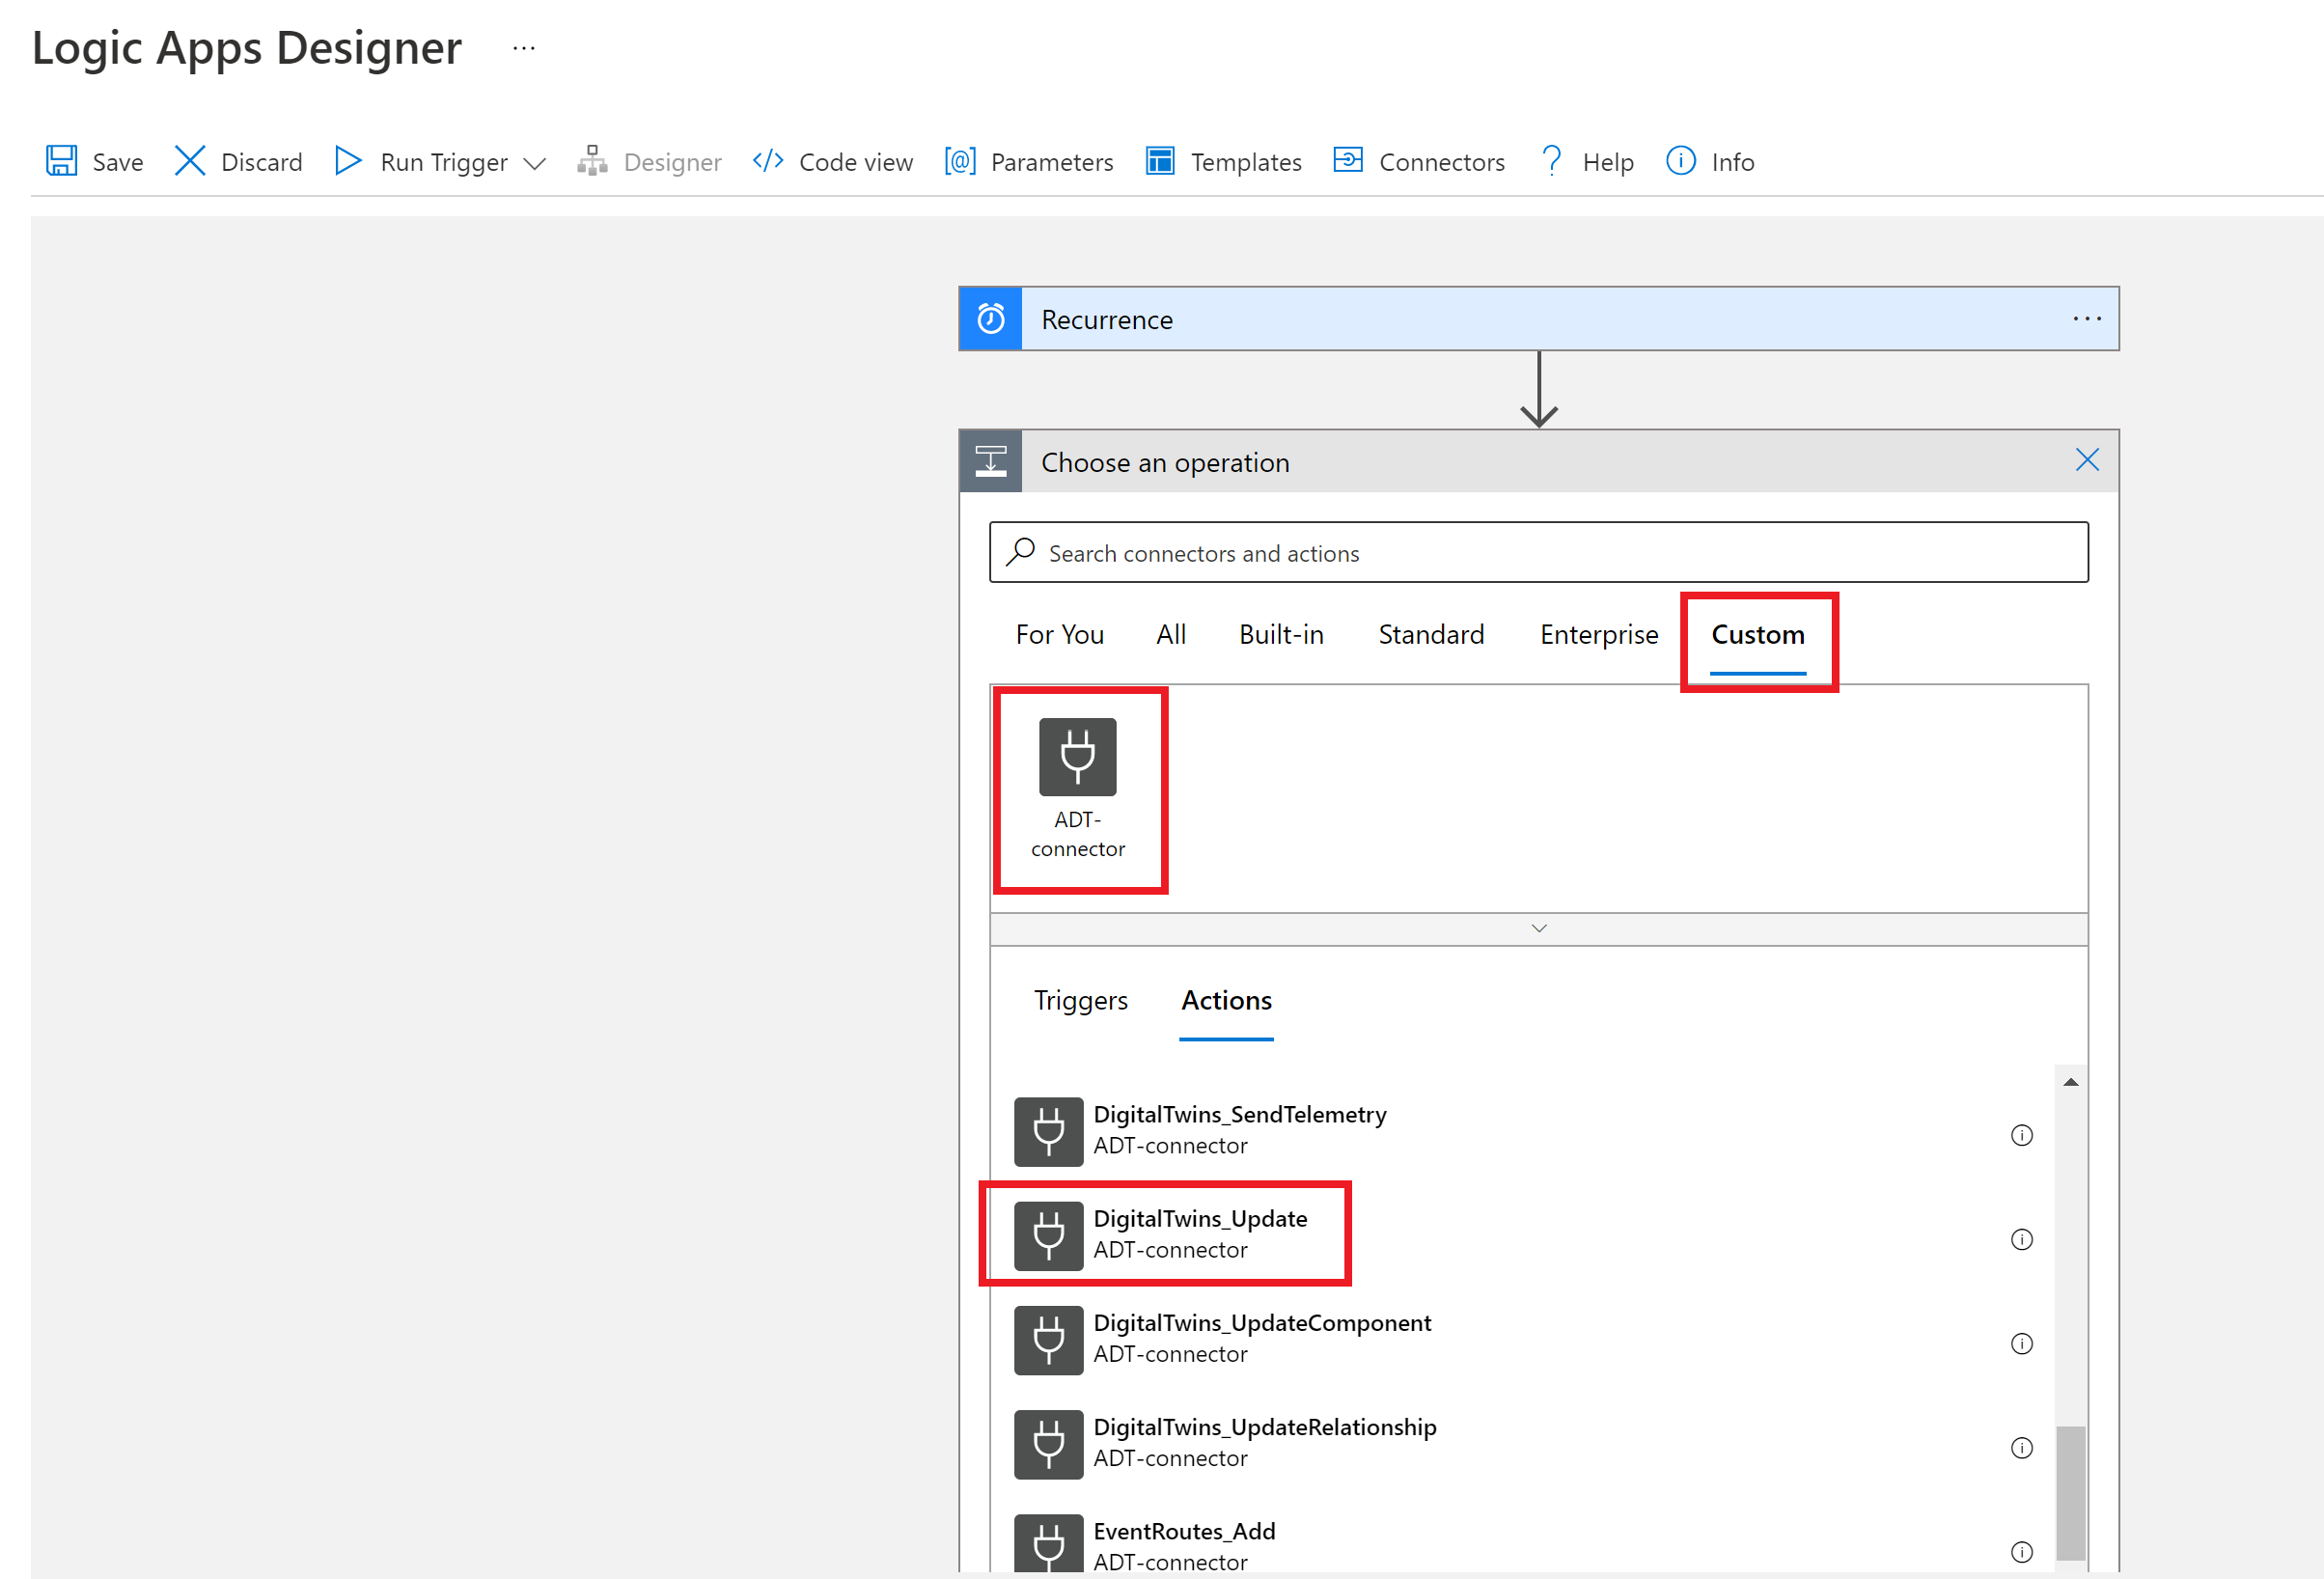 Logic Apps Designer ...
Save Discard Run Trigger Designer </> Code view [@] Parameters Templates Connectors ? Help Info
Recurrence ...
Choose an operation
Search connectors and actions
For You All Built-in Standard Enterprise Custom
ADT-
connector
Triggers Actions
DigitalTwins_SendTelemetry
ADT-connector
DigitalTwins_Update
ADT-connector
DigitalTwins_UpdateComponent
ADT-connector
DigitalTwins_UpdateRelationship
ADT-connector
EventRoutes_Add
ADT-connector